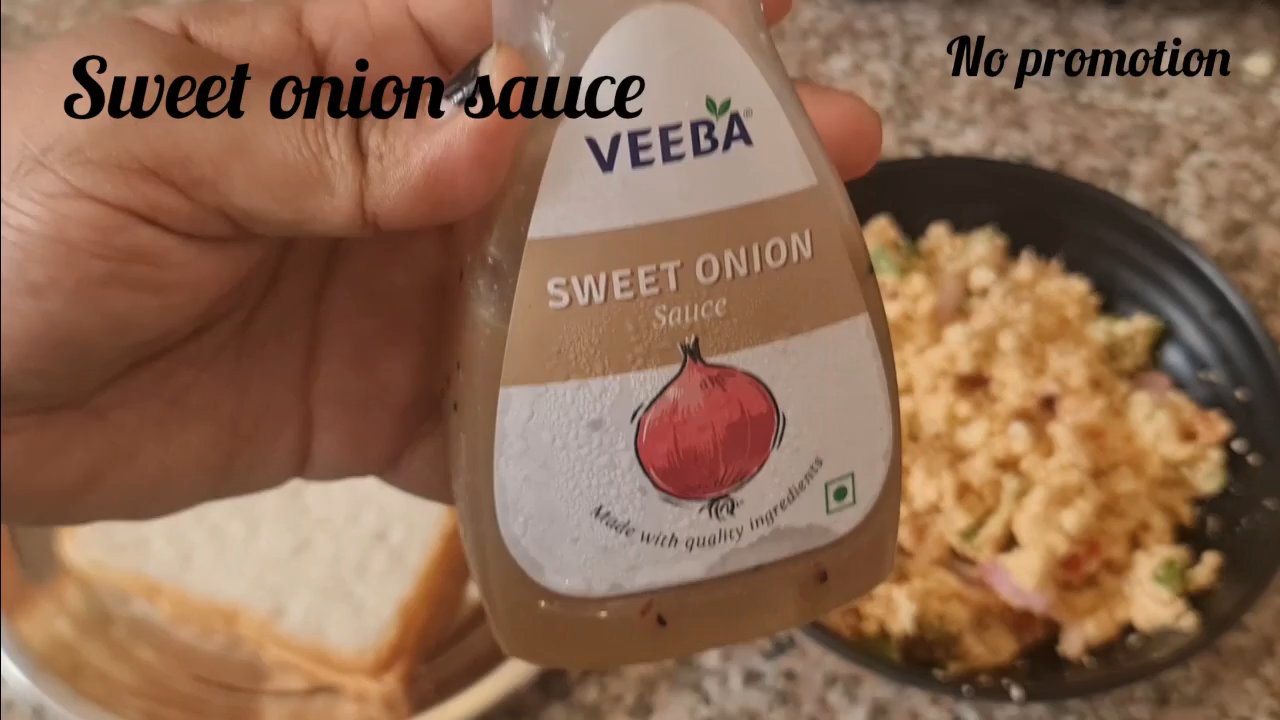 Sweet onion sauce
No promotion
VEEBA®
SWEET ONION
Sauce
Made with quality ingredients